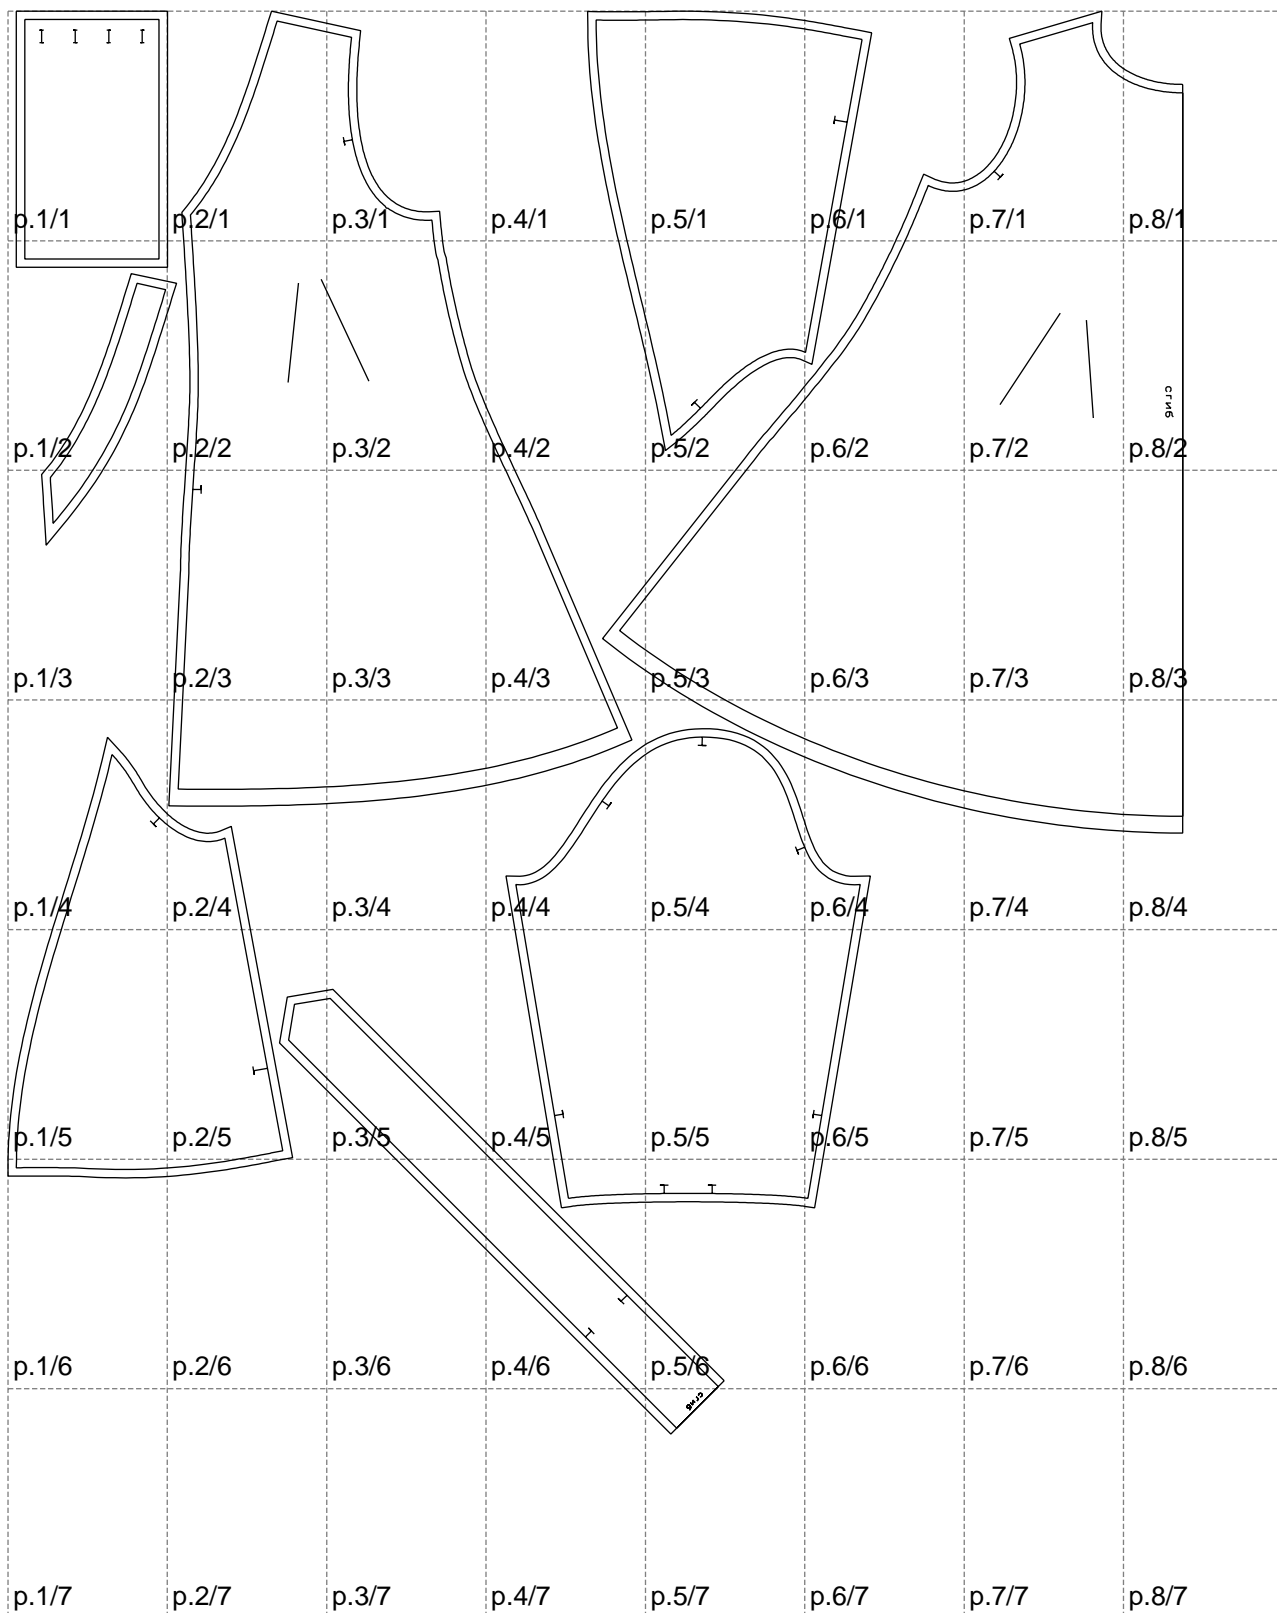 p.1/1 p.2/1 p.3/1 p.4/1 p.5/1 p.6/1 p.7/1 p.8/1
сгиб
p.1/2 p.2/2 p.3/2 p.4/2 p.5/2 p.6/2 p.7/2 p.8/2
p.1/3 p.2/3 p.3/3 p.4/3 p.5/3 p.6/3 p.7/3 p.8/3
p.1/4 p.2/4 p.3/4 p.4/4 p.5/4 p.6/4 p.7/4 p.8/4
p.1/5 p.2/5 p.3/5 p.4/5 p.5/5 p.6/5 p.7/5 p.8/5
p.1/6 p.2/6 p.3/6 p.4/6 p.5/6 p.6/6 p.7/6 p.8/6
сгиб
p.1/7 p.2/7 p.3/7 p.4/7 p.5/7 p.6/7 p.7/7 p.8/7